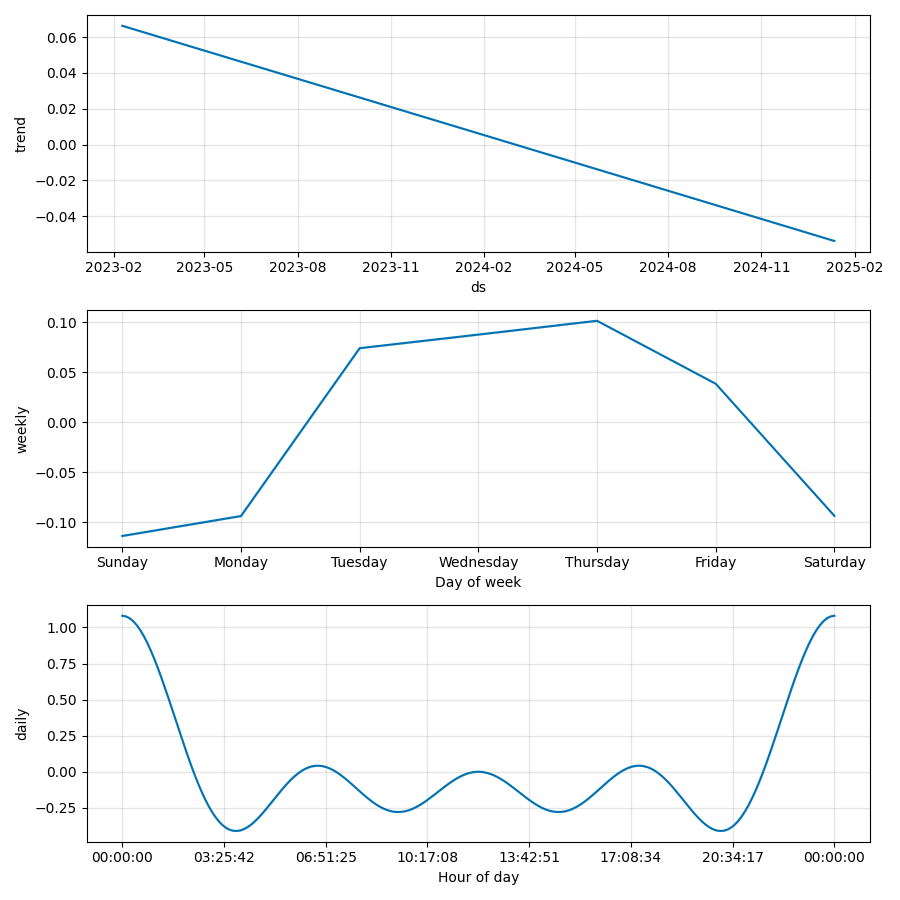 trend
0.06
0.04
0.02
0.00
−0.02
−0.04
2023-02 2023-05 2023-08 2023-11 2024-02 2024-05 2024-08 2024-11 2025-02
ds
weekly
0.10
0.05
0.00
−0.05
−0.10
Sunday Monday Tuesday Wednesday Thursday Friday Saturday
Day of week
daily
1.00
0.75
0.50
0.25
0.00
−0.25
00:00:00 03:25:42 06:51:25 10:17:08 13:42:51 17:08:34 20:34:17 00:00:00
Hour of day